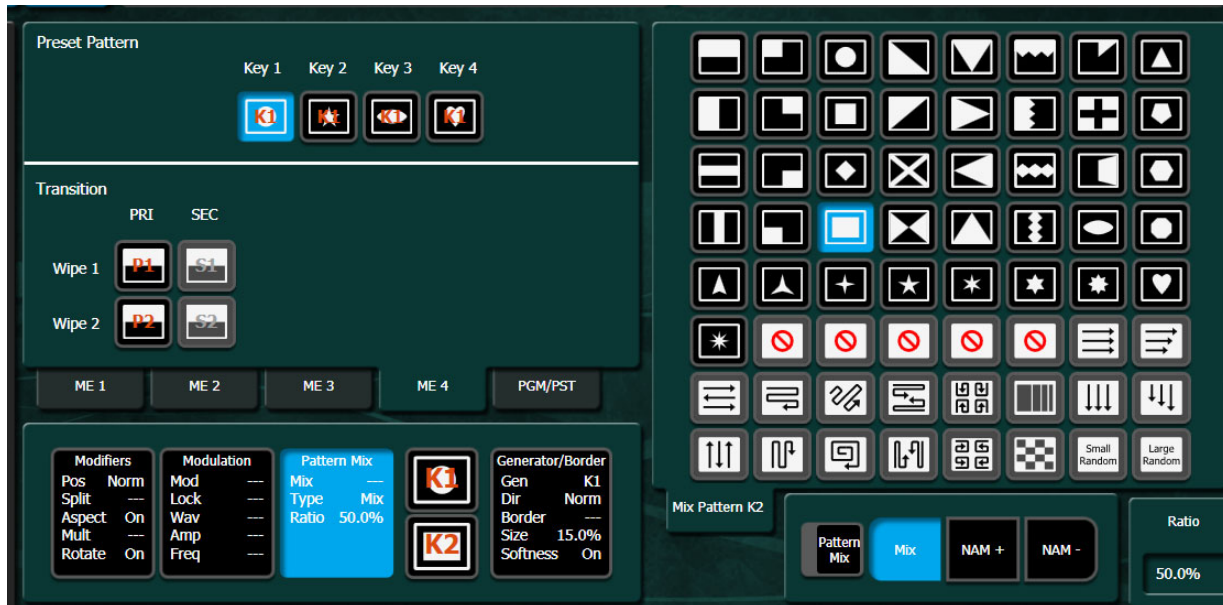 Preset Pattern
Key 1 Key 2 Key 3 Key 4
K1 K1 K1 K1
Transition
PRI SEC
Wipe 1 P1 S1
Wipe 2 P2 S2
ME 1 ME 2 ME 3 ME 4 PGM/PST
Modifiers
Pos Norm
Split ---
Aspect On
Mult ---
Rotate On
Modulation
Mod ---
Lock ---
Wav ---
Amp ---
Freq ---
Pattern Mix
Mix ---
Type Mix
Ratio 50.0%
K1
K2
Generator/Border
Gen K1
Dir Norm
Border ---
Size 15.0%
Softness On
Small
Random
Large
Random
Mix Pattern K2
Pattern
Mix
Mix
NAM +
NAM -
Ratio
50.0%